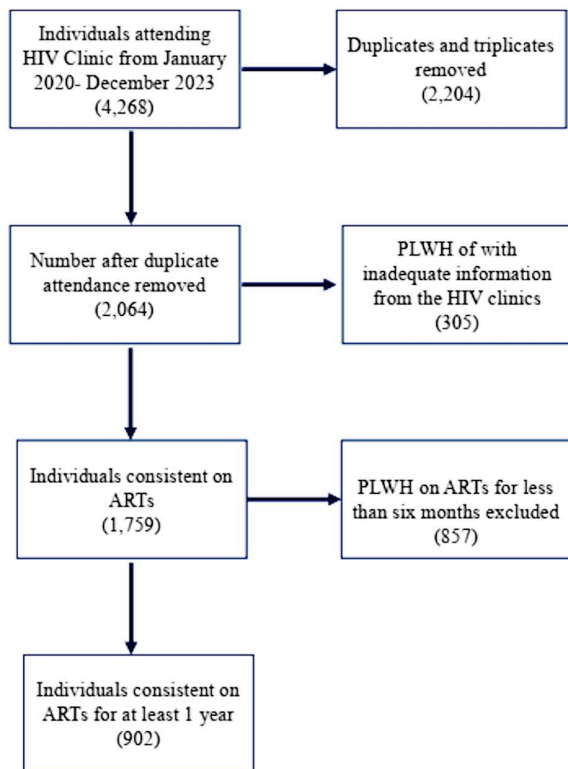 Individuals attending
HIV Clinic from January
2020- December 2023
(4,268)
Duplicates and triplicates
removed
(2,204)
Number after duplicate
attendance removed
(2,064)
PLWH of with
inadequate information
from the HIV clinics
(305)
Individuals consistent on
ARTs
(1,759)
PLWH on ARTs for less
than six months excluded
(857)
Individuals consistent on
ARTs for at least 1 year
(902)